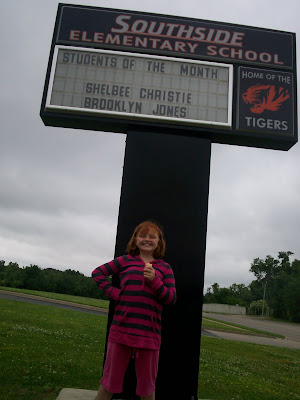 Southside
Elementary School
Students of the Month
Shelbee Christie
Brooklyn Jones
Home of the
Tigers